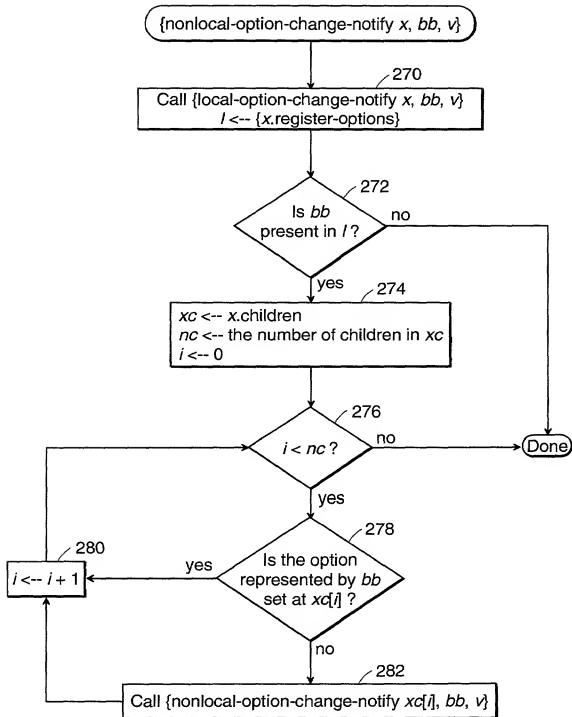 {nonlocal-option-change-notify x, bb, v}
270
Call {local-option-change-notify x, bb, v}
l <-- {x.register-options}
272
Is bb
present in l ?
no
yes
274
xc <-- x.children
nc <-- the number of children in xc
i <-- 0
276
i < nc ?
no
Done
yes
278
280
Is the option
represented by bb
set at xc[i] ?
yes
i <-- i + 1
no
282
Call {nonlocal-option-change-notify xc[i], bb, v}